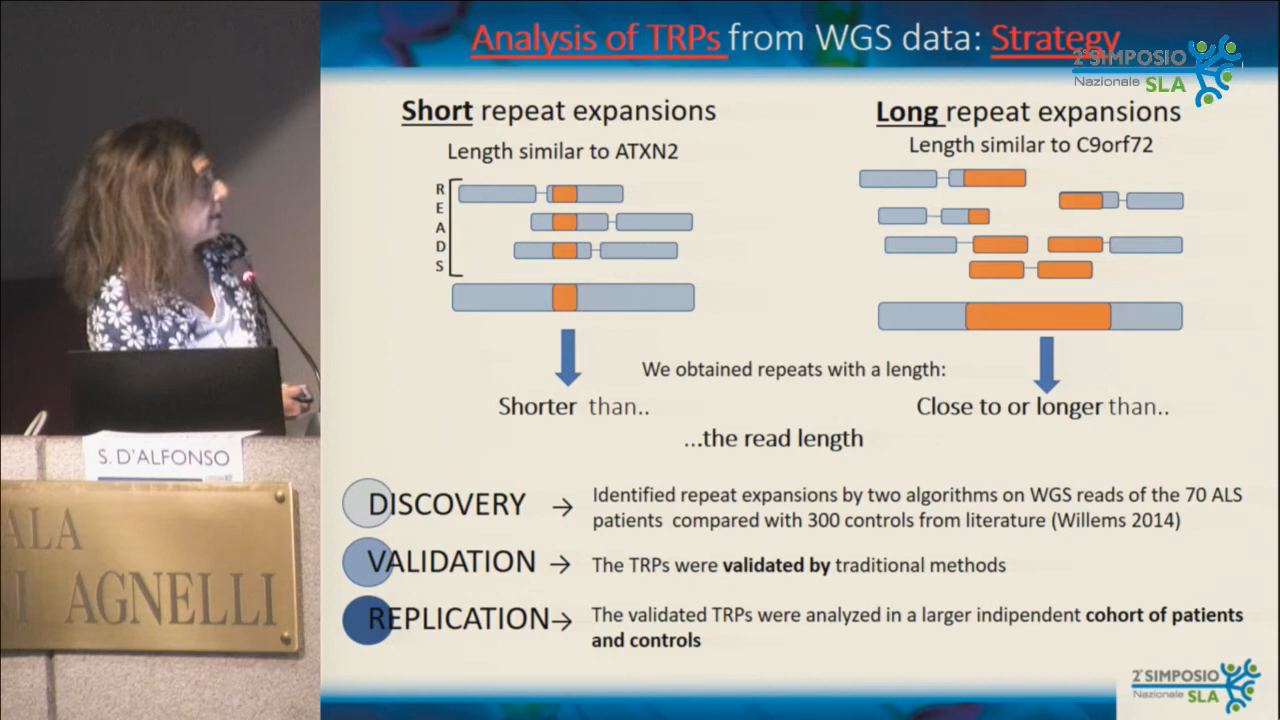 Analysis of TRPs from WGS data: Strategy
2°SIMPOSIO
Nazionale SLA
Short repeat expansions
Length similar to ATXN2
READS
Long repeat expansions
Length similar to C9orf72
We obtained repeats with a length:
Shorter than..
Close to or longer than..
...the read length
DISCOVERY → Identified repeat expansions by two algorithms on WGS reads of the 70 ALS
patients compared with 300 controls from literature (Willems 2014)
VALIDATION → The TRPs were validated by traditional methods
REPLICATION→ The validated TRPs were analyzed in a larger indipendent cohort of patients
and controls
S. D'ALFONSO
ALA
NI AGNELLI
2°SIMPOSIO
Nazionale SLA